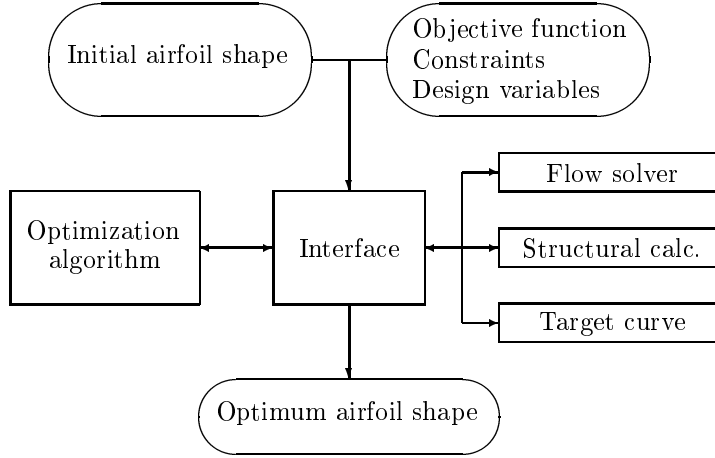 Initial airfoil shape
Objective function
Constraints
Design variables
Optimization
algorithm
Interface
Flow solver
Structural calc.
Target curve
Optimum airfoil shape